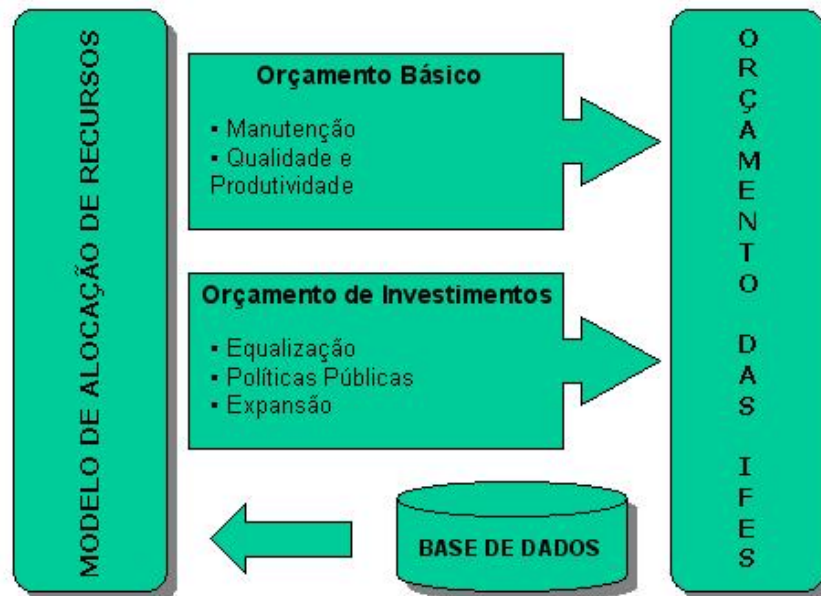 MODELO DE ALOCAÇÃO DE RECURSOS
Orçamento Básico
▪ Manutenção
▪ Qualidade e
Produtividade
Orçamento de Investimentos
▪ Equalização
▪ Políticas Públicas
▪ Expansão
BASE DE DADOS
ORÇAMENTO DAS IFES